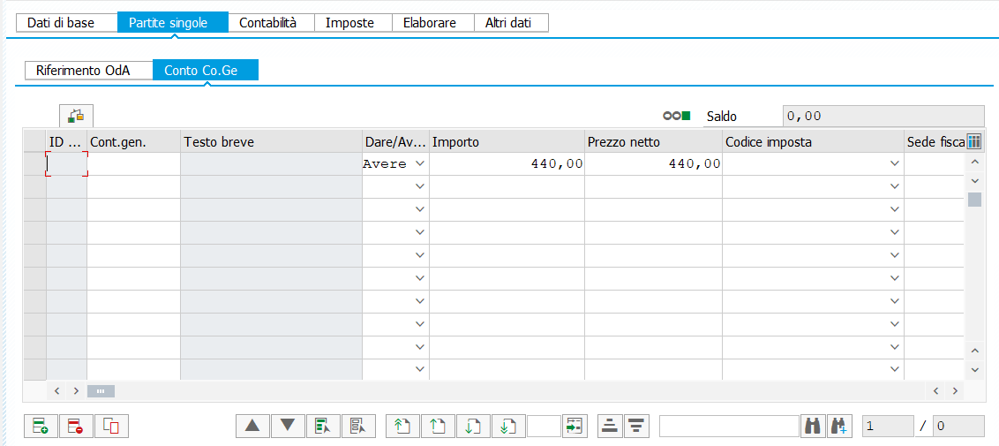 Dati di base Partite singole Contabilità Imposte Elaborare Altri dati
Riferimento OdA Conto Co.Ge
Saldo 0,00
ID ... Cont.gen. Testo breve Dare/Av... Importo Prezzo netto Codice imposta Sede fisca
Avere 440,00 440,00
1 / 0